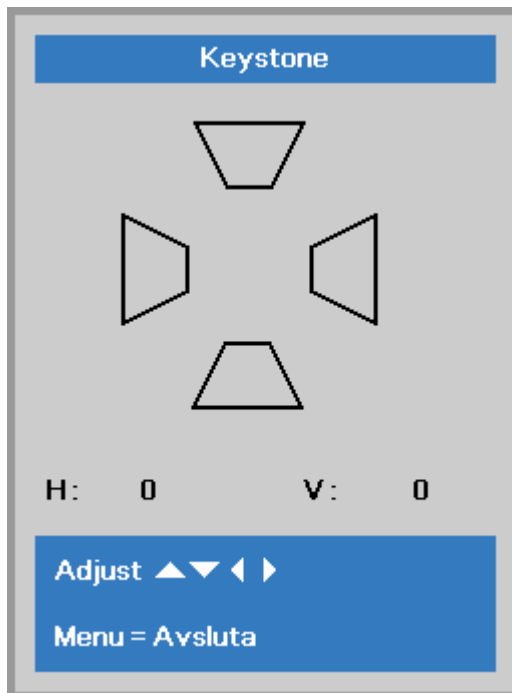 Keystone
H: 0 V: 0
Adjust ▲▼◀▶
Menu = Avsluta